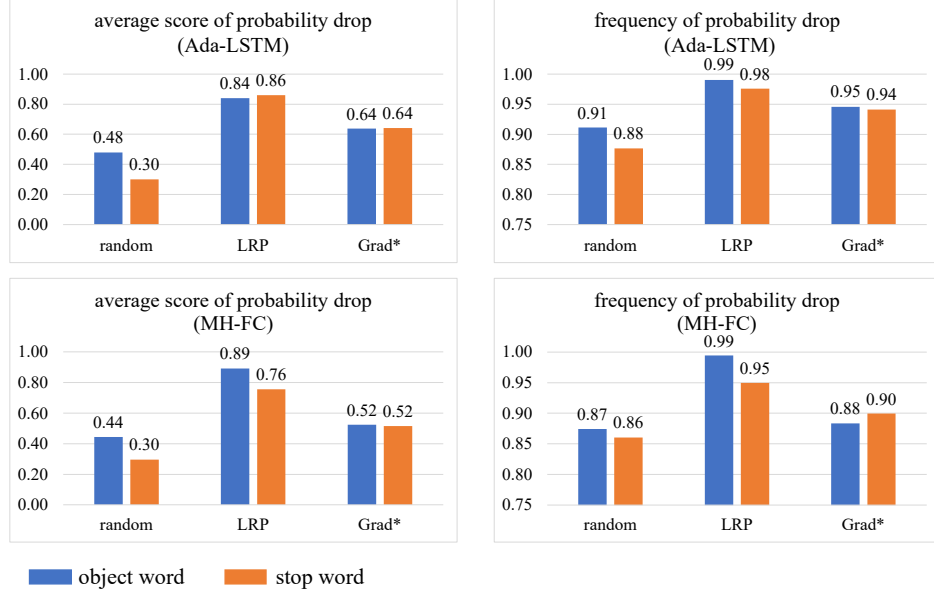 average score of probability drop
(Ada-LSTM)
1.00
0.80
0.60
0.40
0.20
0.00
0.48
0.30
0.84
0.86
0.64
0.64
random
LRP
Grad*
frequency of probability drop
(Ada-LSTM)
1.00
0.95
0.90
0.85
0.80
0.75
0.91
0.88
0.99
0.98
0.95
0.94
random
LRP
Grad*
average score of probability drop
(MH-FC)
1.00
0.80
0.60
0.40
0.20
0.00
0.44
0.30
0.89
0.76
0.52
0.52
random
LRP
Grad*
frequency of probability drop
(MH-FC)
1.00
0.95
0.90
0.85
0.80
0.75
0.87
0.86
0.99
0.95
0.88
0.90
random
LRP
Grad*
object word
stop word